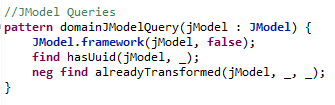 //JModel Queries
pattern domainJModelQuery(jModel : JModel) {
JModel.framework(jModel, false);
find hasUuid(jModel, _);
neg find alreadyTransformed(jModel, _, _);
}